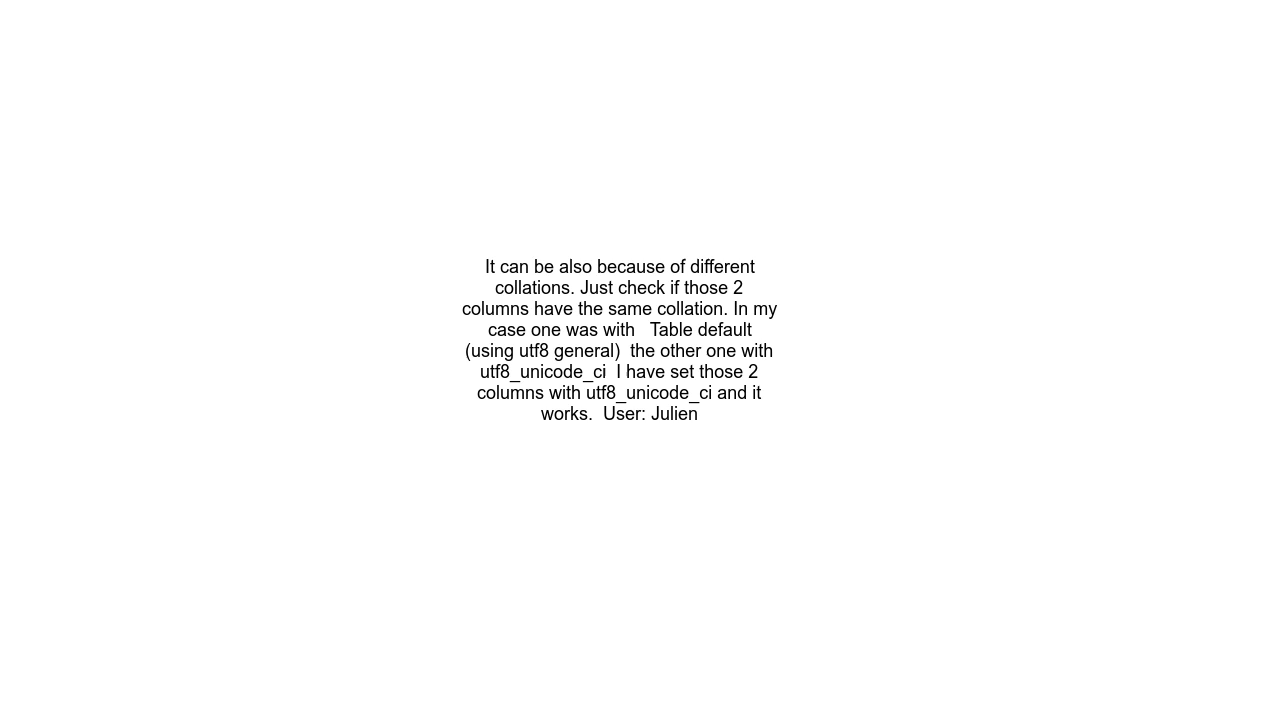 It can be also because of different
collations. Just check if those 2
columns have the same collation. In my
case one was with   Table default
(using utf8 general)  the other one with
utf8_unicode_ci  I have set those 2
columns with utf8_unicode_ci and it
works.  User: Julien